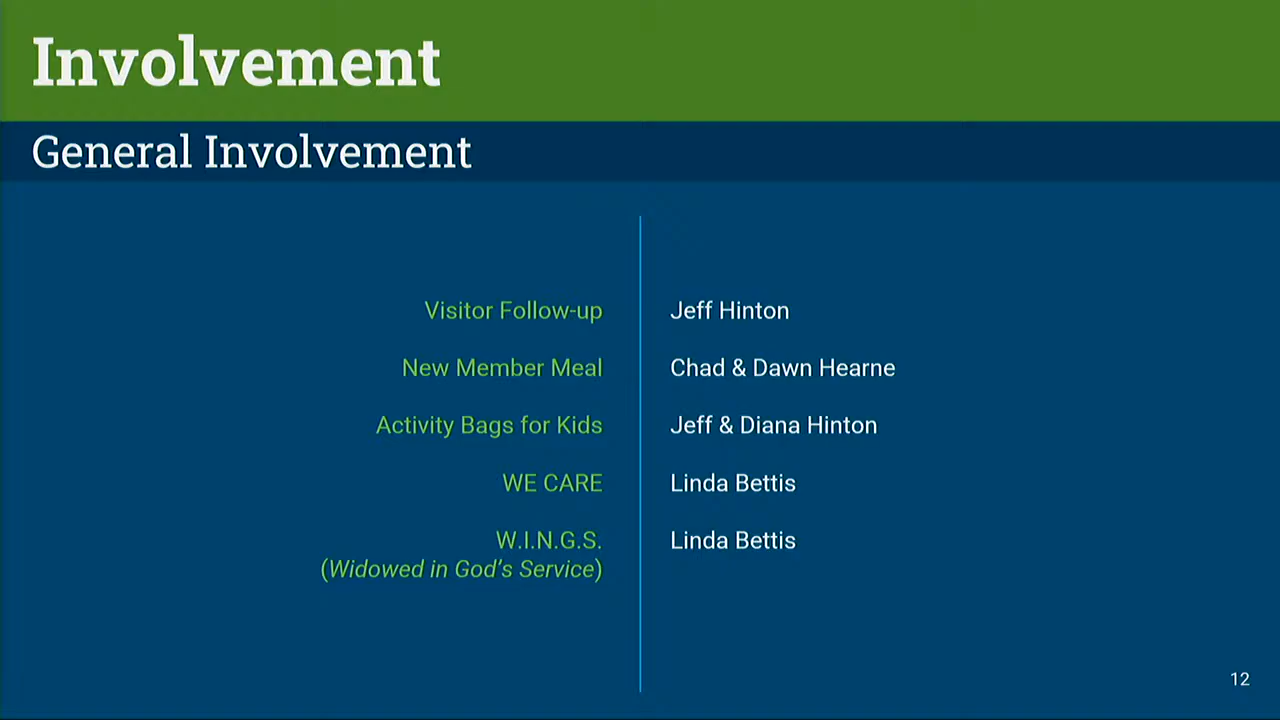 Involvement
General Involvement
Visitor Follow-up Jeff Hinton
New Member Meal Chad & Dawn Hearne
Activity Bags for Kids Jeff & Diana Hinton
WE CARE Linda Bettis
W.I.N.G.S. Linda Bettis
(Widowed in God’s Service)
12